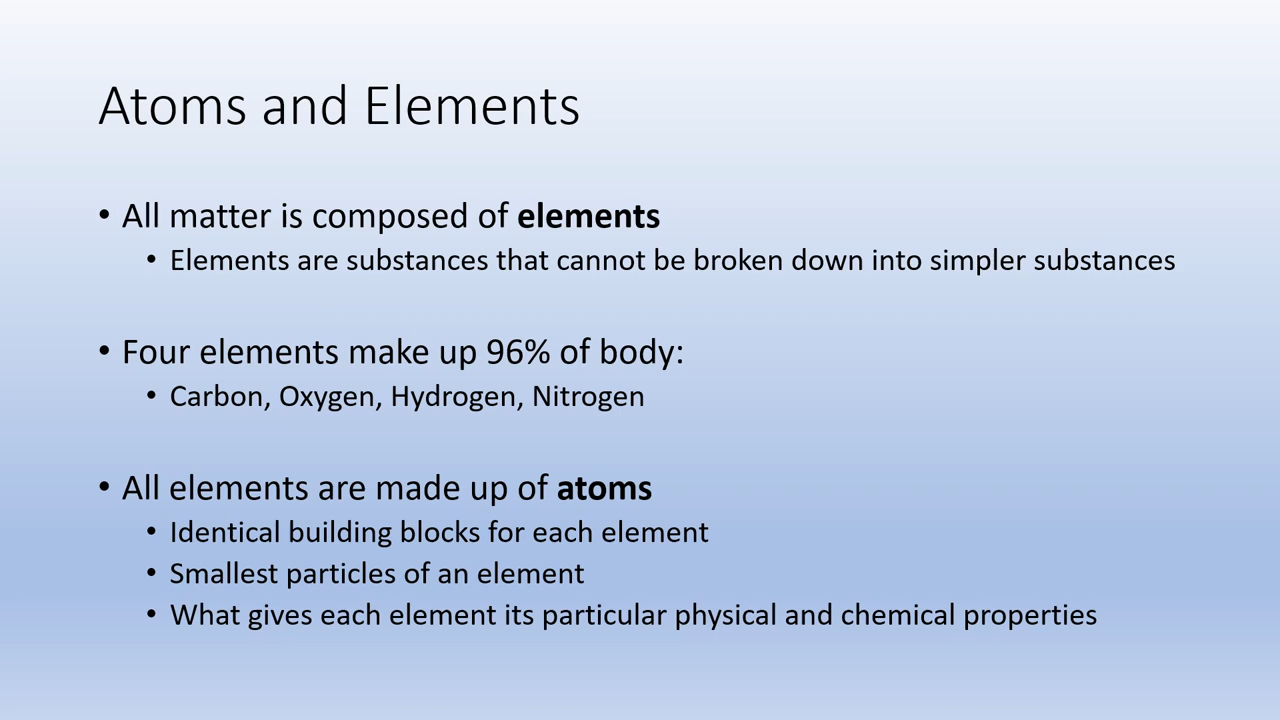 Atoms and Elements
• All matter is composed of elements
• Elements are substances that cannot be broken down into simpler substances
• Four elements make up 96% of body:
• Carbon, Oxygen, Hydrogen, Nitrogen
• All elements are made up of atoms
• Identical building blocks for each element
• Smallest particles of an element
• What gives each element its particular physical and chemical properties